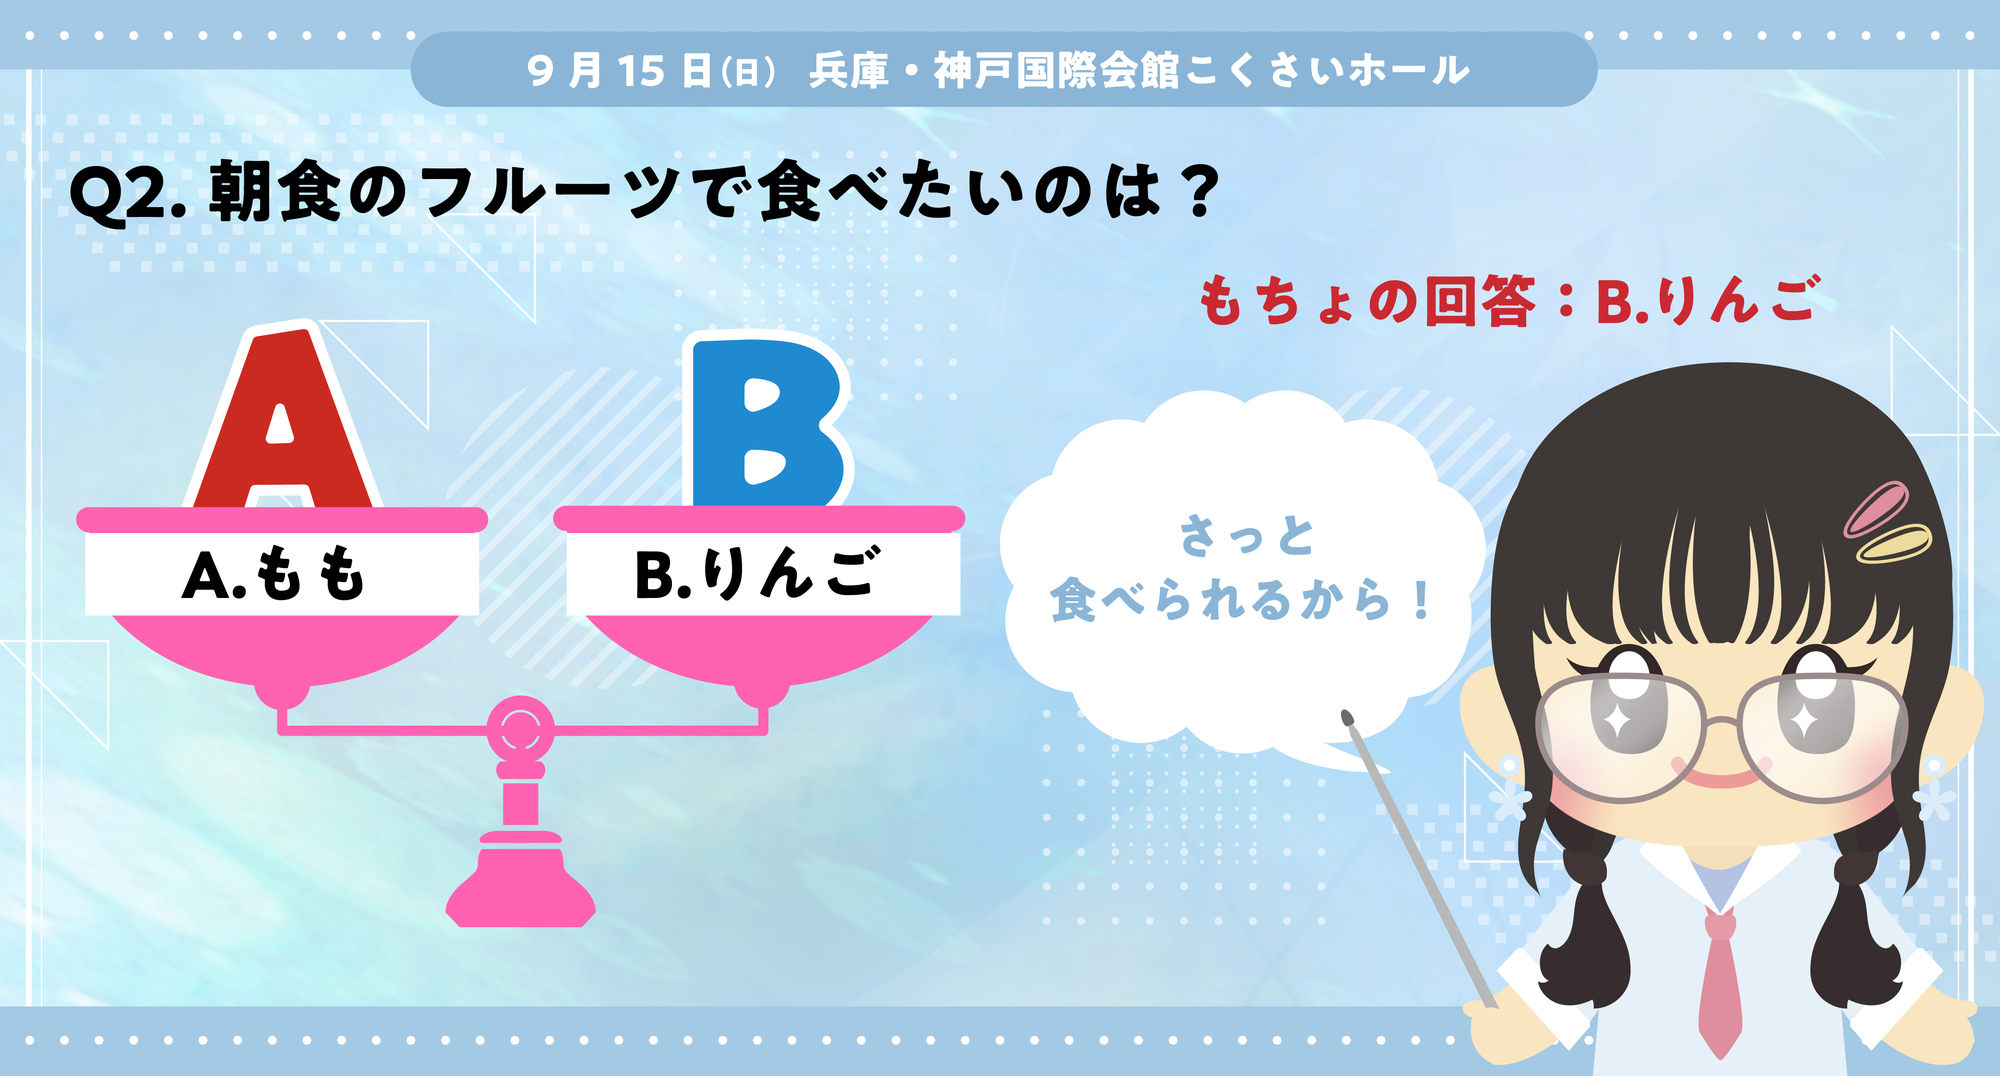 9月15日(日) 兵庫・神戸国際会館こくさいホール
Q2. 朝食のフルーツで食べたいのは？
もちょの回答：B.りんご
A
B
A.もも
B.りんご
さっと
食べられるから！